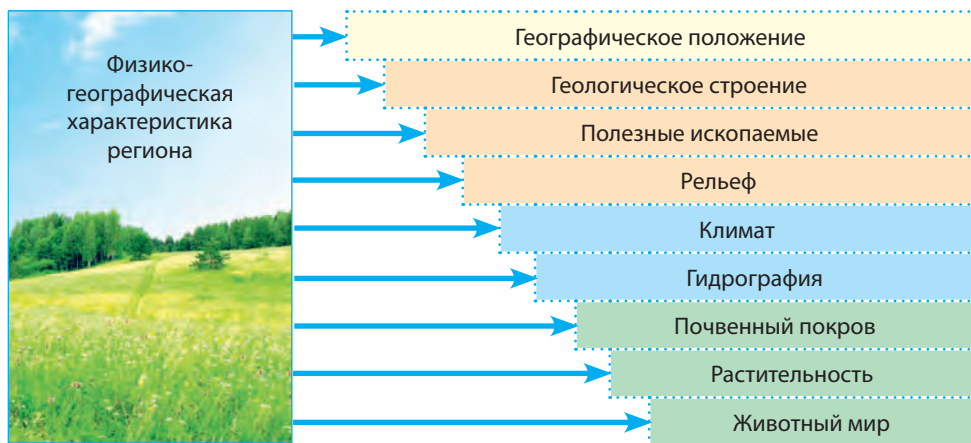 Физико-
географическая
характеристика
региона
Географическое положение
Геологическое строение
Полезные ископаемые
Рельеф
Климат
Гидрография
Почвенный покров
Растительность
Животный мир